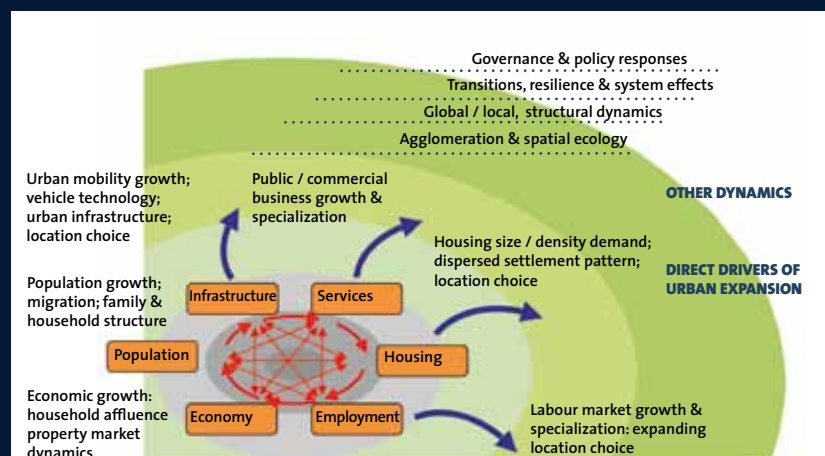 Governance & policy responses
Transitions, resilience & system effects
Global / local, structural dynamics
Agglomeration & spatial ecology
Urban mobility growth;
vehicle technology;
urban infrastructure;
location choice
Public / commercial
business growth &
specialization
OTHER DYNAMICS
Housing size / density demand;
dispersed settlement pattern;
location choice
DIRECT DRIVERS OF
URBAN EXPANSION
Population growth;
migration; family &
household structure
Infrastructure
Services
Population
Housing
Economy
Employment
Economic growth:
household affluence
property market
dynamics
Labour market growth &
specialization: expanding
location choice